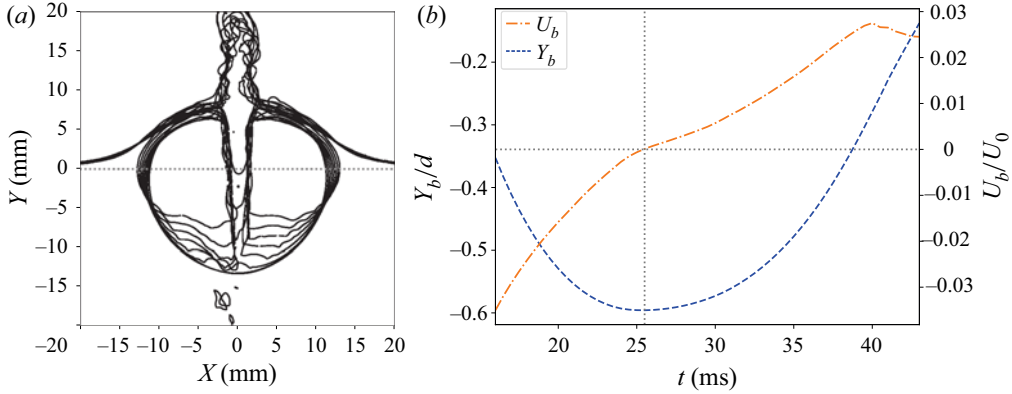 (a)
20
15
10
5
0
–5
–10
–15
–20
Y (mm)
–20 –15 –10 –5 0 5 10 15 20
X (mm)
(b)
U_b
Y_b
–0.2
–0.3
–0.4
–0.5
–0.6
Y_b/d
0.03
0.02
0.01
0
–0.01
–0.02
–0.03
U_b/U_0
20 25 30 35 40
t (ms)